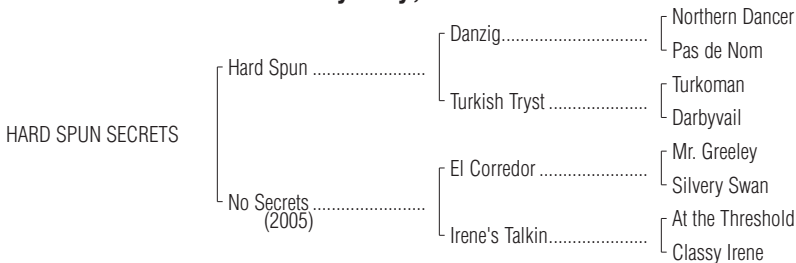 HARD SPUN SECRETS
Hard Spun ........................
No Secrets ........................
(2005)
Danzig...............................
Turkish Tryst .....................
El Corredor .......................
Irene's Talkin.....................
Northern Dancer
Pas de Nom
Turkoman
Darbyvail
Mr. Greeley
Silvery Swan
At the Threshold
Classy Irene